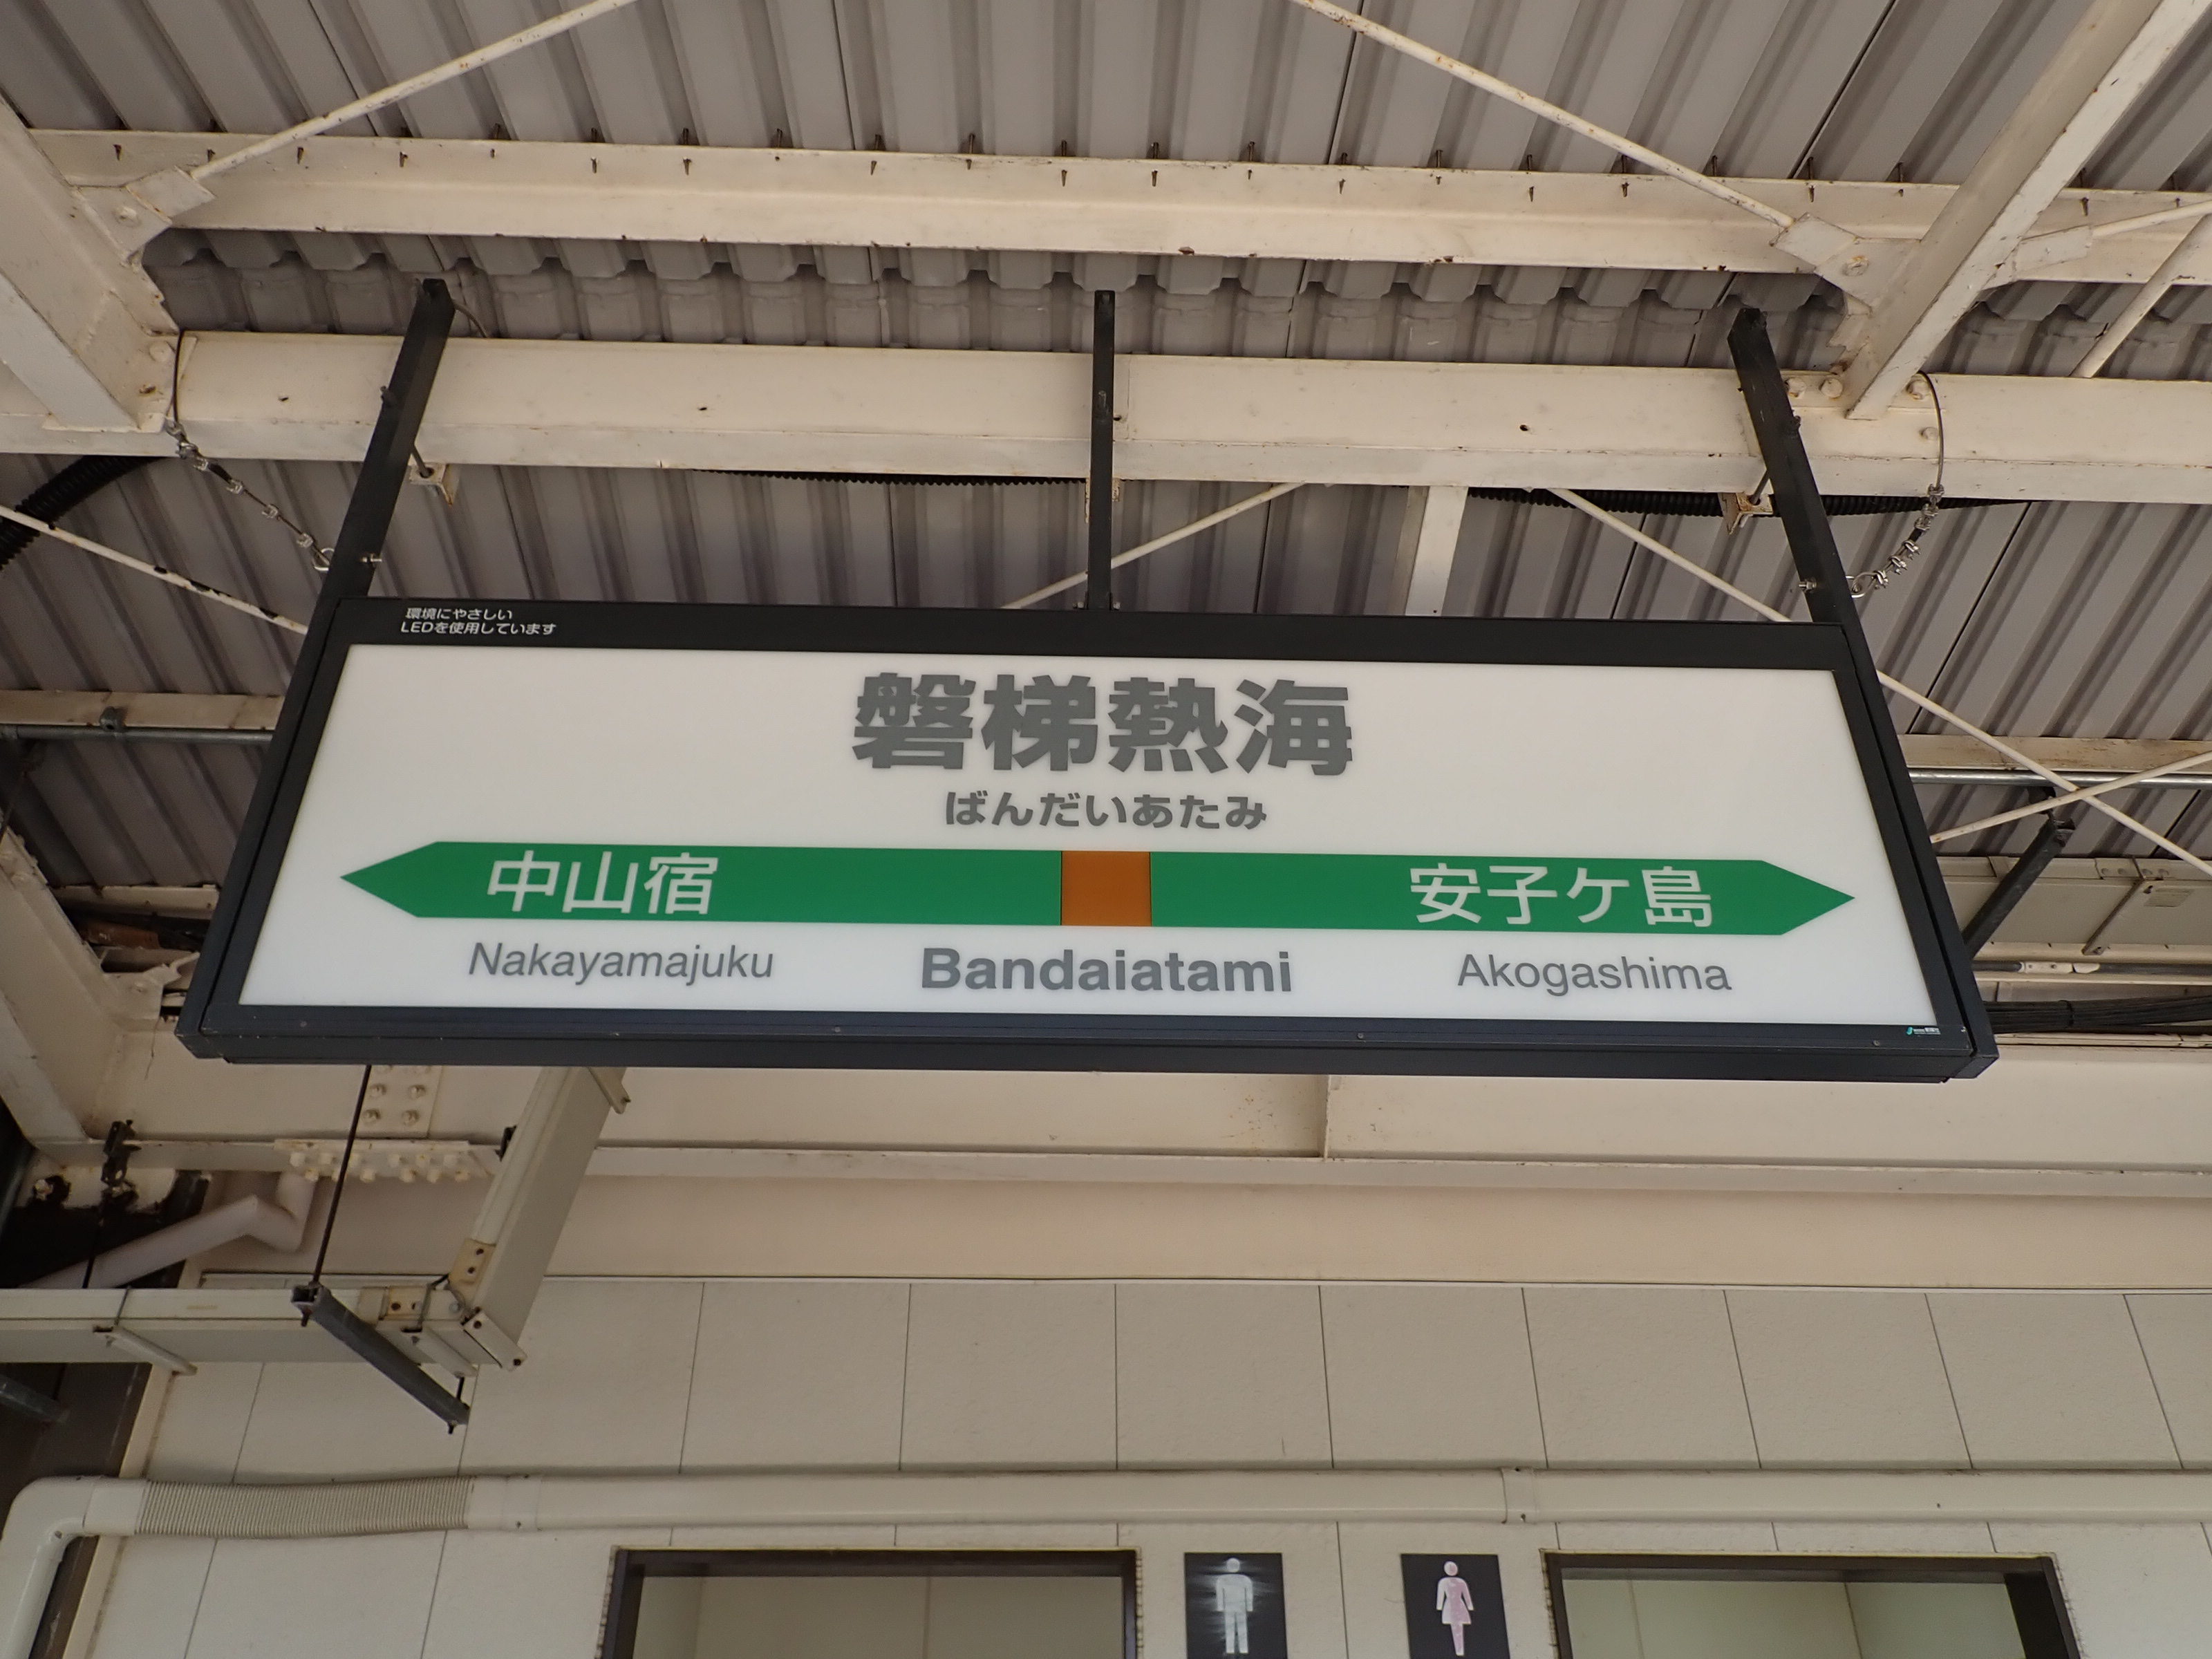 環境にやさしい
LEDを使用しています
磐梯熱海
ばんだいあたみ
中山宿 安子ケ島
Nakayamajuku Bandaiatami Akogashima